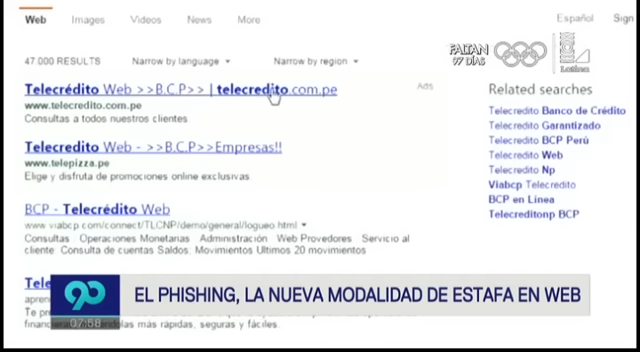 Web Images Videos News More Español Sign
47.000 RESULTS Narrow by language Narrow by region
FALTAN
97 DÍAS
Latina
Telecrédito Web >>B.C.P>> | telecredito.com.pe
Ads
www.telecredito.com.pe
Consultas a todos nuestros clientes
Telecredito Web - >>B.C.P>>Empresas!!
www.telepizza.pe
Elige y disfruta de promociones online exclusivas
BCP - Telecrédito Web
www.viabcp.com/connect/TLCNP/demo/general/logueo.html
Consultas Operaciones Monetarias Administración Web Provedores Servicio al
cliente: Consulta de cuentas Saldos; Movimientos Ultimos 20 movimientos
Related searches
Telecredito Banco de Crédito
Telecredito Garantizado
Telecredito BCP Perú
Telecredito Web
Telecredito Np
Viabcp Telecredito
BCP en Linea
Telecreditonp BCP
90
07:58
EL PHISHING, LA NUEVA MODALIDAD DE ESTAFA EN WEB
más rápidas, seguras y fáciles.